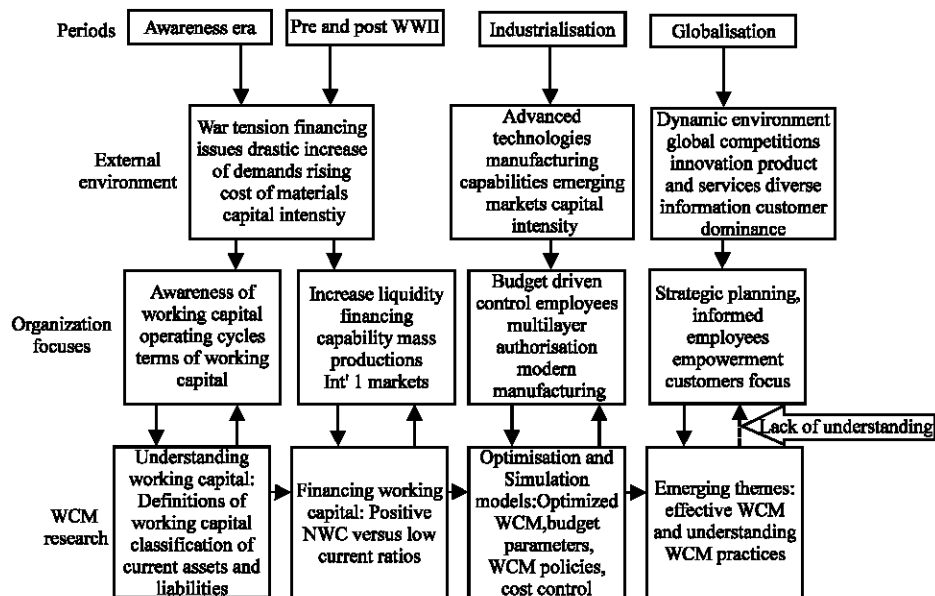 Periods
Awareness era
Pre and post WWII
Industrialisation
Globalisation
External
environment
War tension financing
issues drastic increase
of demands rising
cost of materials
capital intenstiy
Advanced
technologies
manufacturing
capabilities emerging
markets capital
intensity
Dynamic environment
global competitions
innovation product
and services diverse
information customer
dominance
Organization
focuses
Awareness of
working capital
operating cycles
terms of working
capital
Increase liquidity
financing
capability mass
productions
Int' 1 markets
Budget driven
control employees
multilayer
authorisation
modern
manufacturing
Strategic planning,
informed
employees
empowerment
customers focus
Lack of understanding
WCM
research
Understanding
working capital:
Definitions of
working capital
classification of
current assets and
liabilities
Financing working
capital: Positive
NWC versus low
current ratios
Optimisation and
Simulation
models:Optimized
WCM,budget
parameters,
WCM policies,
cost control
Emerging themes:
effective WCM
and understanding
WCM practices